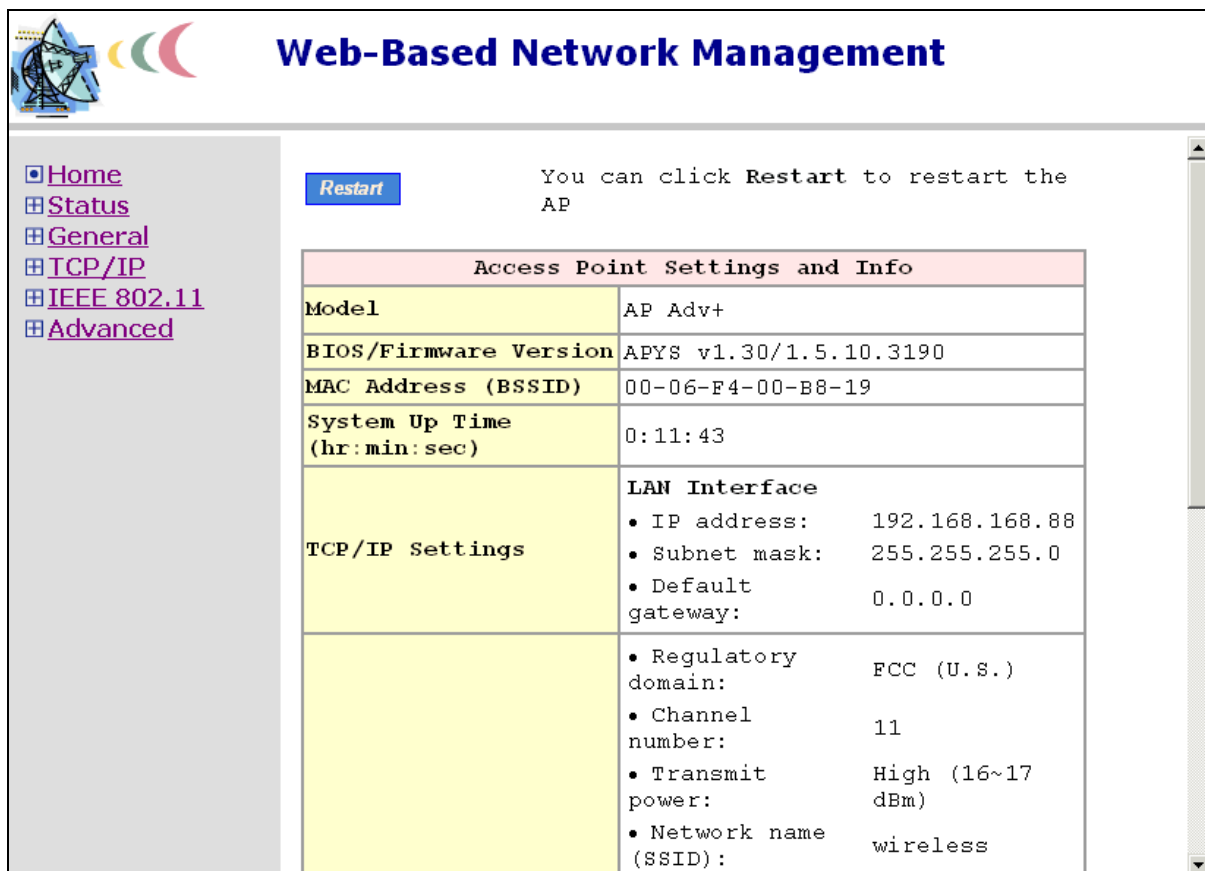 Web-Based Network Management
Home
Status
General
TCP/IP
IEEE 802.11
Advanced
Restart
You can click Restart to restart the
AP
Access Point Settings and Info
Model AP Adv+
BIOS/Firmware Version APYS v1.30/1.5.10.3190
MAC Address (BSSID) 00-06-F4-00-B8-19
System Up Time
(hr:min:sec) 0:11:43
TCP/IP Settings
LAN Interface
• IP address: 192.168.168.88
• Subnet mask: 255.255.255.0
• Default
gateway: 0.0.0.0
• Regulatory
domain: FCC (U.S.)
• Channel
number: 11
• Transmit
power: High (16~17
dBm)
• Network name
(SSID): wireless